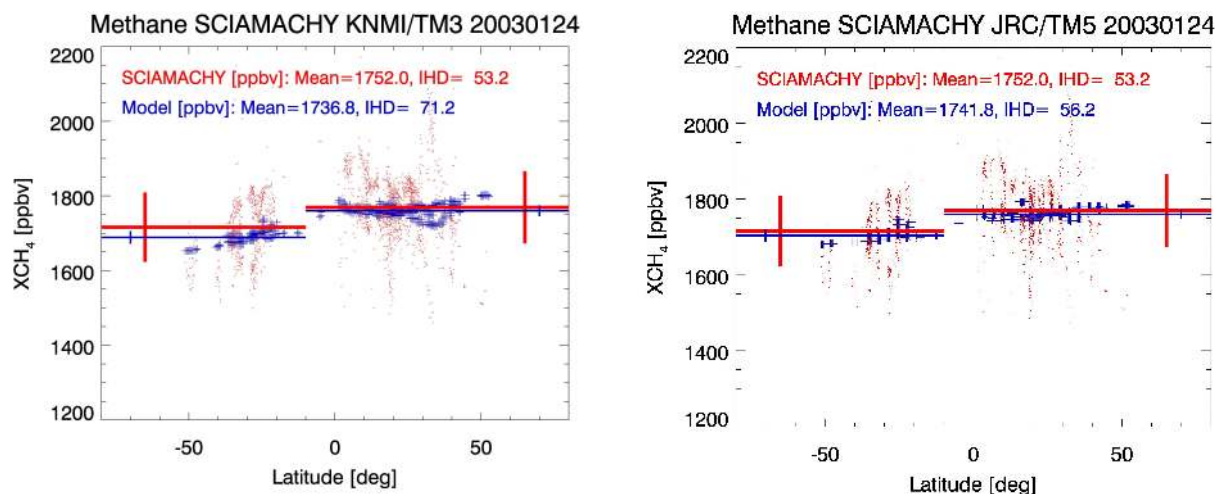 Methane SCIAMACHY KNMI/TM3 20030124
2200
SCIAMACHY [ppbv]: Mean=1752.0, IHD= 53.2
Model [ppbv]: Mean=1736.8, IHD= 71.2
2000
1800
1600
1400
1200
XCH4 [ppbv]
-50 0 50
Latitude [deg]
Methane SCIAMACHY JRC/TM5 20030124
2200
SCIAMACHY [ppbv]: Mean=1752.0, IHD= 53.2
Model [ppbv]: Mean=1741.8, IHD= 56.2
2000
1800
1600
1400
1200
XCH4 [ppbv]
-50 0 50
Latitude [deg]